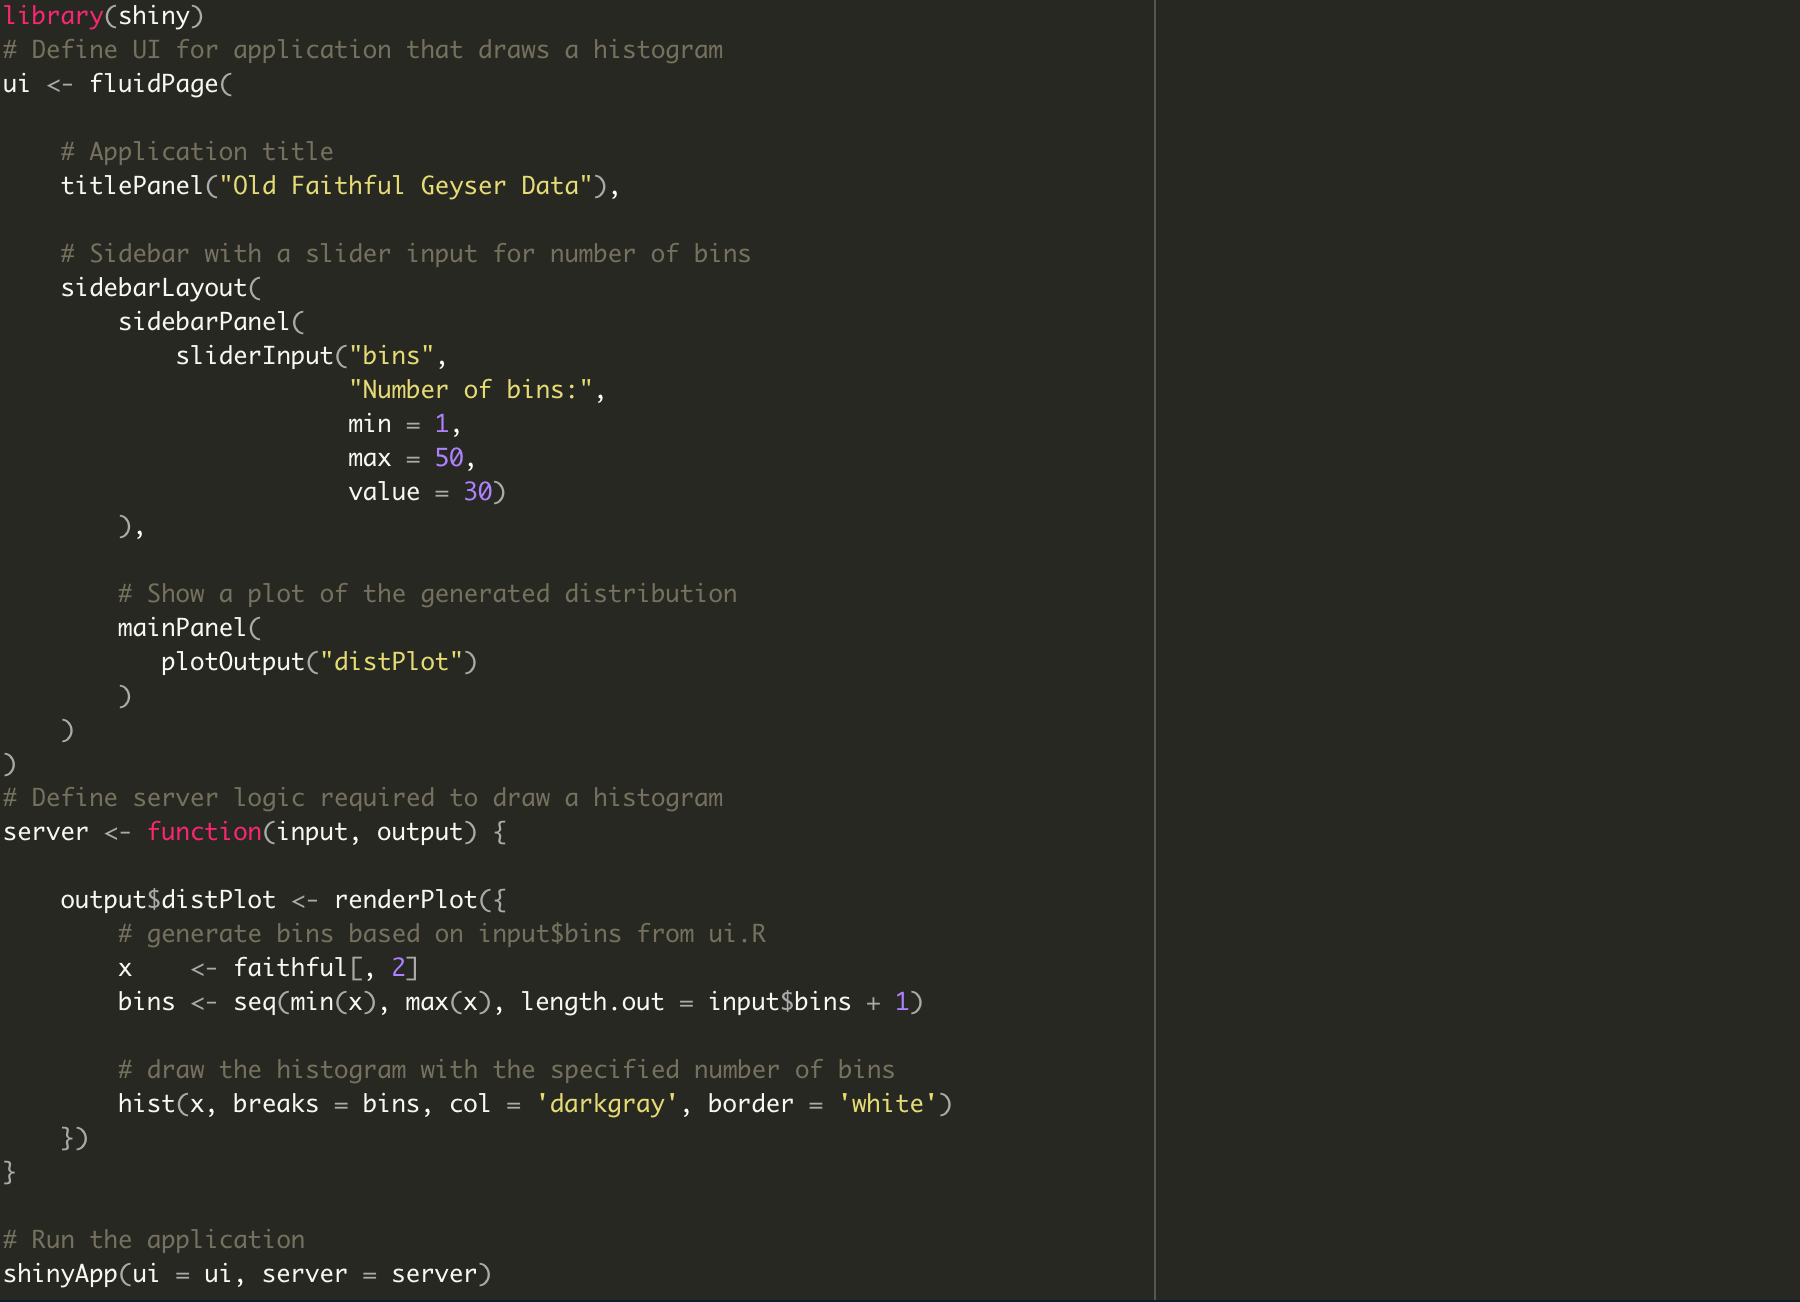 library(shiny)
# Define UI for application that draws a histogram
ui <- fluidPage(

    # Application title
    titlePanel("Old Faithful Geyser Data"),

    # Sidebar with a slider input for number of bins
    sidebarLayout(
        sidebarPanel(
            sliderInput("bins",
                        "Number of bins:",
                        min = 1,
                        max = 50,
                        value = 30)
        ),

        # Show a plot of the generated distribution
        mainPanel(
           plotOutput("distPlot")
        )
    )
)
# Define server logic required to draw a histogram
server <- function(input, output) {

    output$distPlot <- renderPlot({
        # generate bins based on input$bins from ui.R
        x    <- faithful[, 2]
        bins <- seq(min(x), max(x), length.out = input$bins + 1)

        # draw the histogram with the specified number of bins
        hist(x, breaks = bins, col = 'darkgray', border = 'white')
    })
}

# Run the application
shinyApp(ui = ui, server = server)